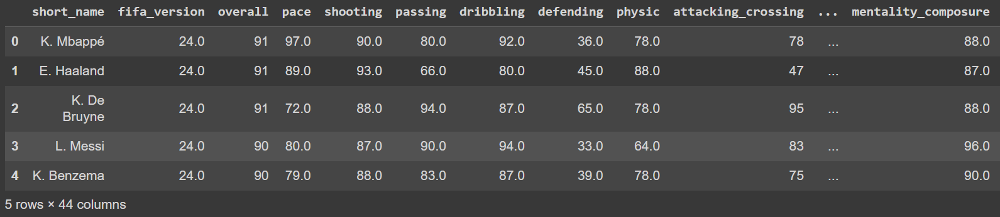 short_name fifa_version overall pace shooting passing dribbling defending physic attacking_crossing ... mentality_composure
0 K. Mbappé 24.0 91 97.0 90.0 80.0 92.0 36.0 78.0 78 ... 88.0
1 E. Haaland 24.0 91 89.0 93.0 66.0 80.0 45.0 88.0 47 ... 87.0
2 K. De Bruyne 24.0 91 72.0 88.0 94.0 87.0 65.0 78.0 95 ... 88.0
3 L. Messi 24.0 90 80.0 87.0 90.0 94.0 33.0 64.0 83 ... 96.0
4 K. Benzema 24.0 90 79.0 88.0 83.0 87.0 39.0 78.0 75 ... 90.0
5 rows × 44 columns